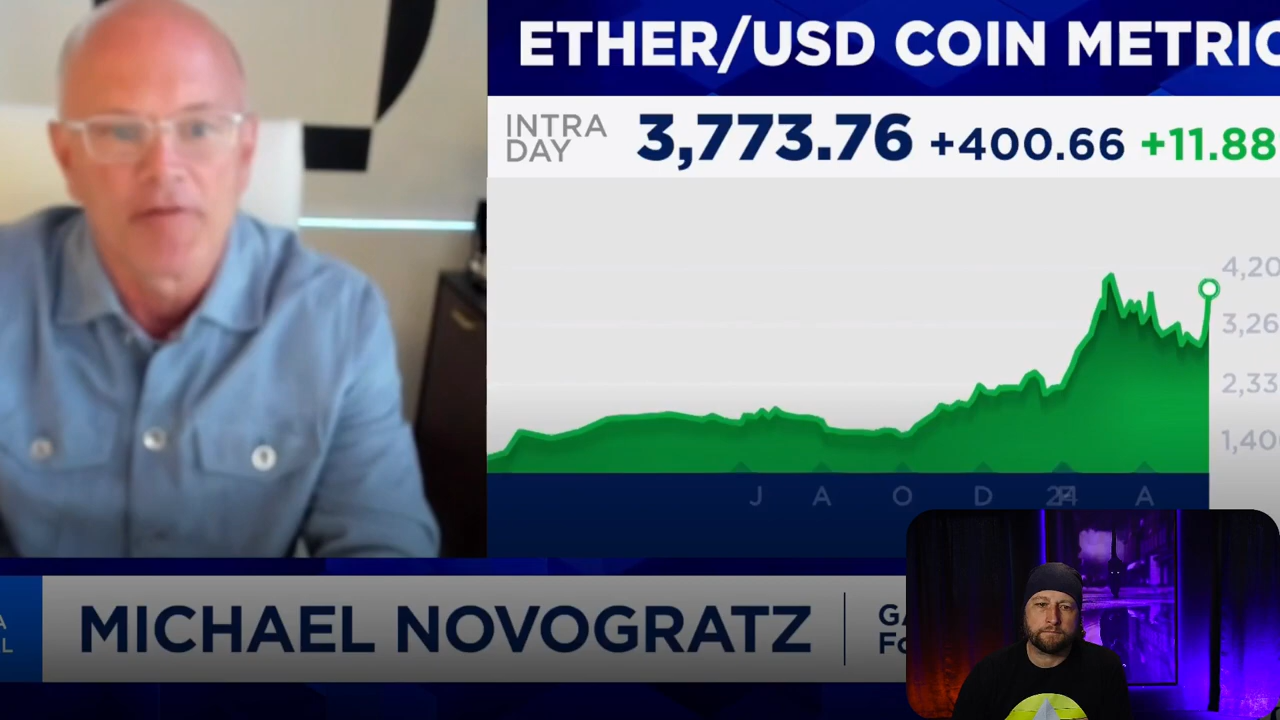 ETHER/USD COIN METRIC
INTRA
DAY
3,773.76 +400.66 +11.88
4,20
3,26
2,33
1,40
J A O D 24 A
MICHAEL NOVOGRATZ